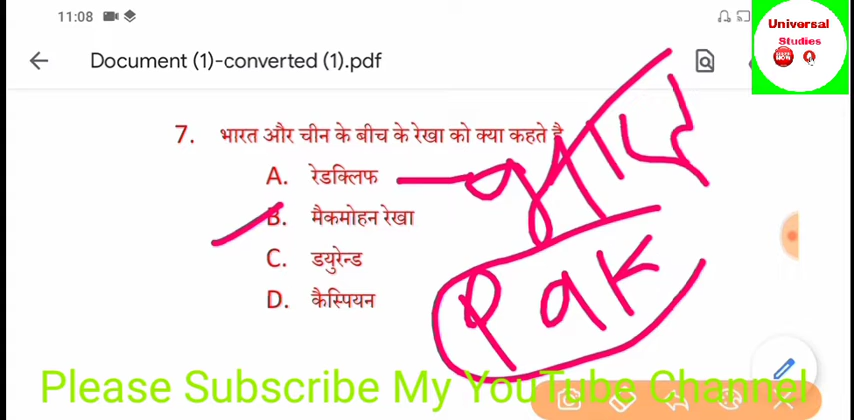 11:08
Universal
Studies
Document (1)-converted (1).pdf
7. भारत और चीन के बीच के रेखा को क्या कहते है
A. रेडक्लिफ
भारत
B. मैकमोहन रेखा
C. डयुरेन्ड
Pak
D. कैस्पियन
Please Subscribe My YouTube Channel